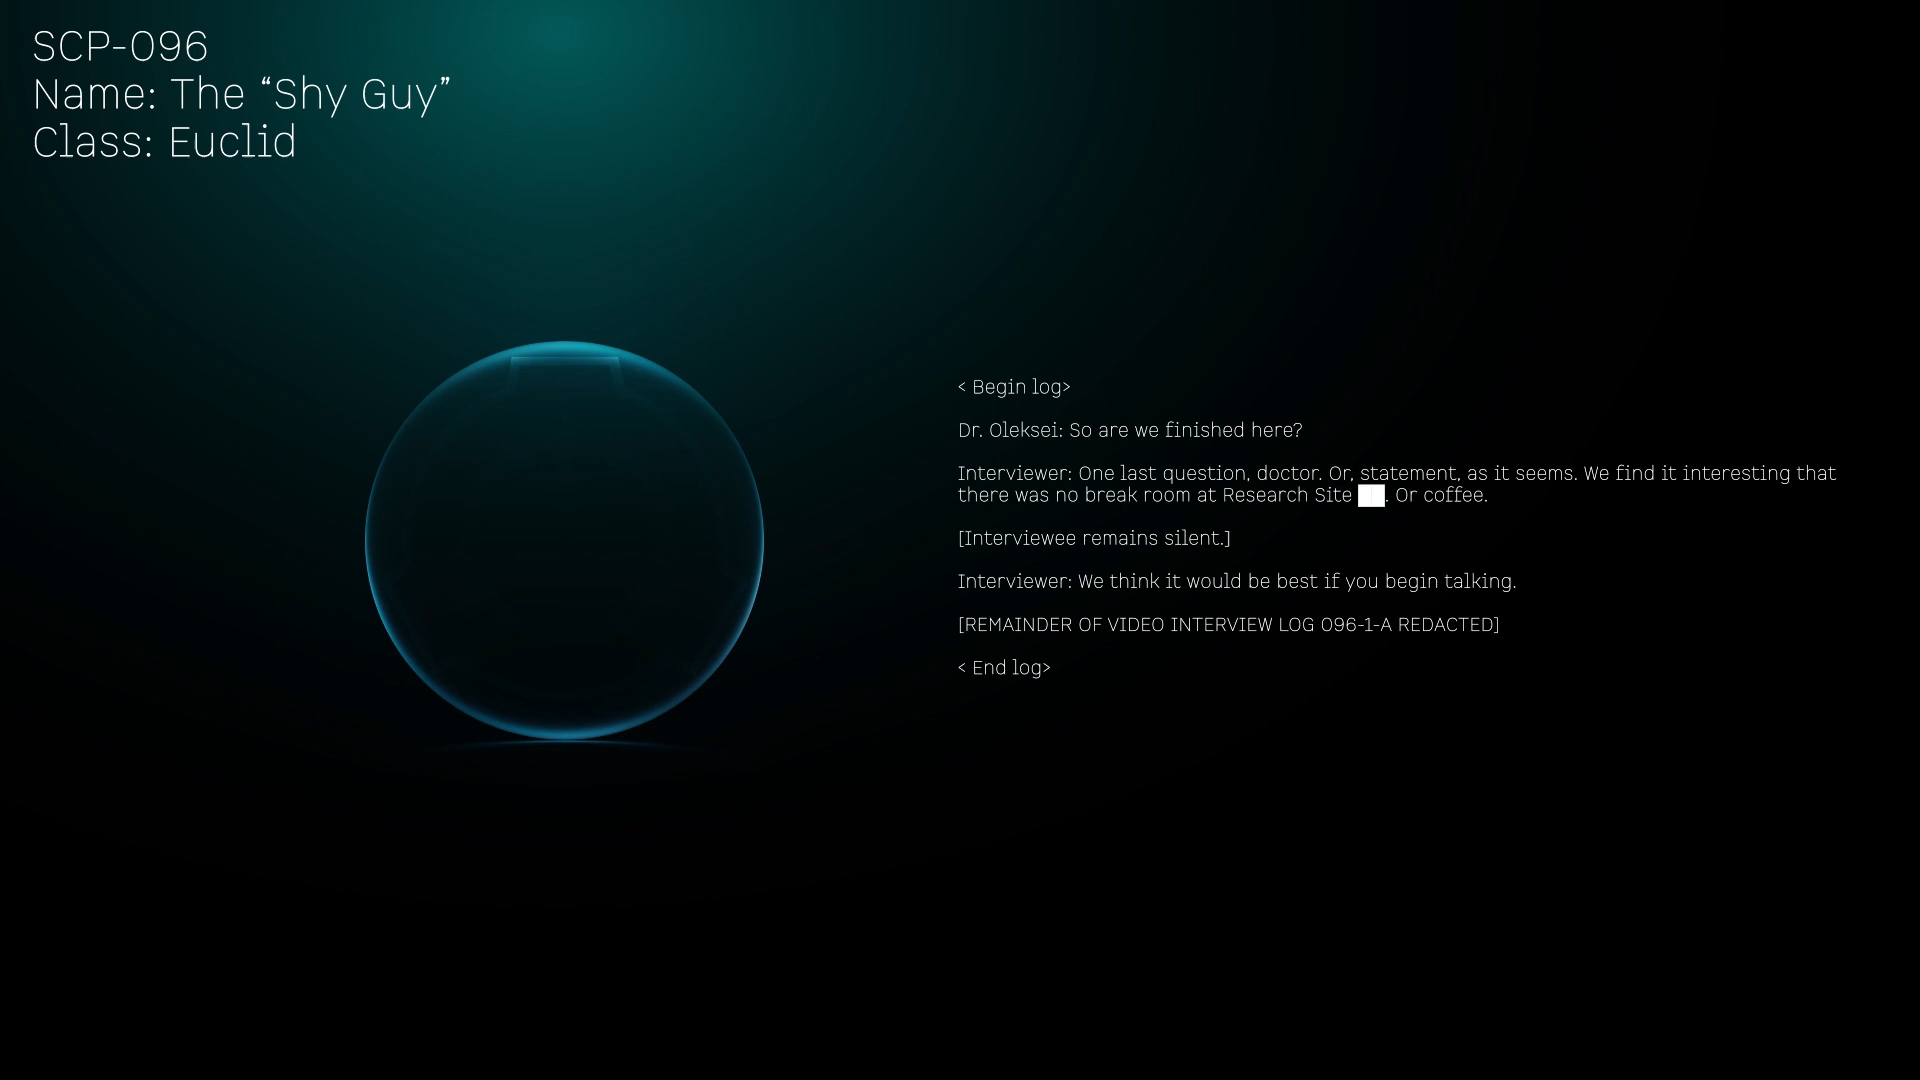 SCP-096
Name: The “Shy Guy”
Class: Euclid
< Begin log>
Dr. Oleksei: So are we finished here?
Interviewer: One last question, doctor. Or, statement, as it seems. We find it interesting that
there was no break room at Research Site ██. Or coffee.
[Interviewee remains silent.]
Interviewer: We think it would be best if you begin talking.
[REMAINDER OF VIDEO INTERVIEW LOG 096-1-A REDACTED]
< End log>